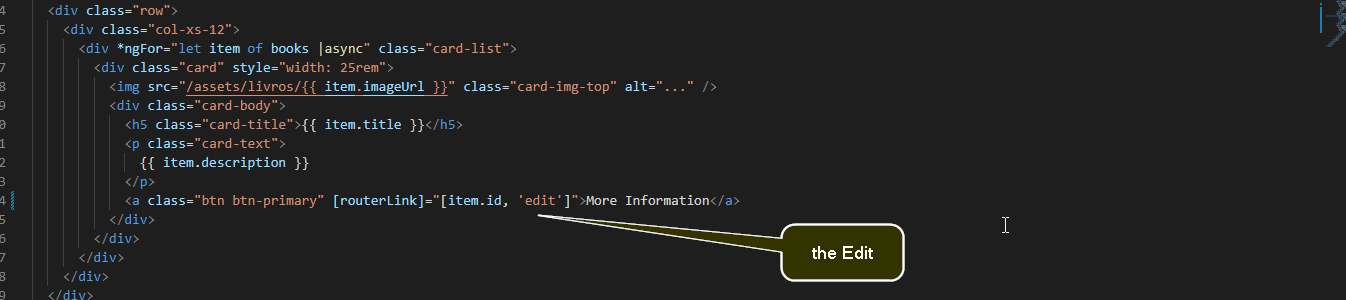 4 <div class="row">
5 <div class="col-xs-12">
6 <div *ngFor="let item of books |async" class="card-list">
7 <div class="card" style="width: 25rem">
8 <img src="/assets/livros/{{ item.imageUrl }}" class="card-img-top" alt="..." />
9 <div class="card-body">
0 <h5 class="card-title">{{ item.title }}</h5>
1 <p class="card-text">
2 {{ item.description }}
3 </p>
4 <a class="btn btn-primary" [routerLink]="[item.id, 'edit']">More Information</a>
5 </div>
6 </div>
7 </div>
8 </div>
9 </div>
the Edit